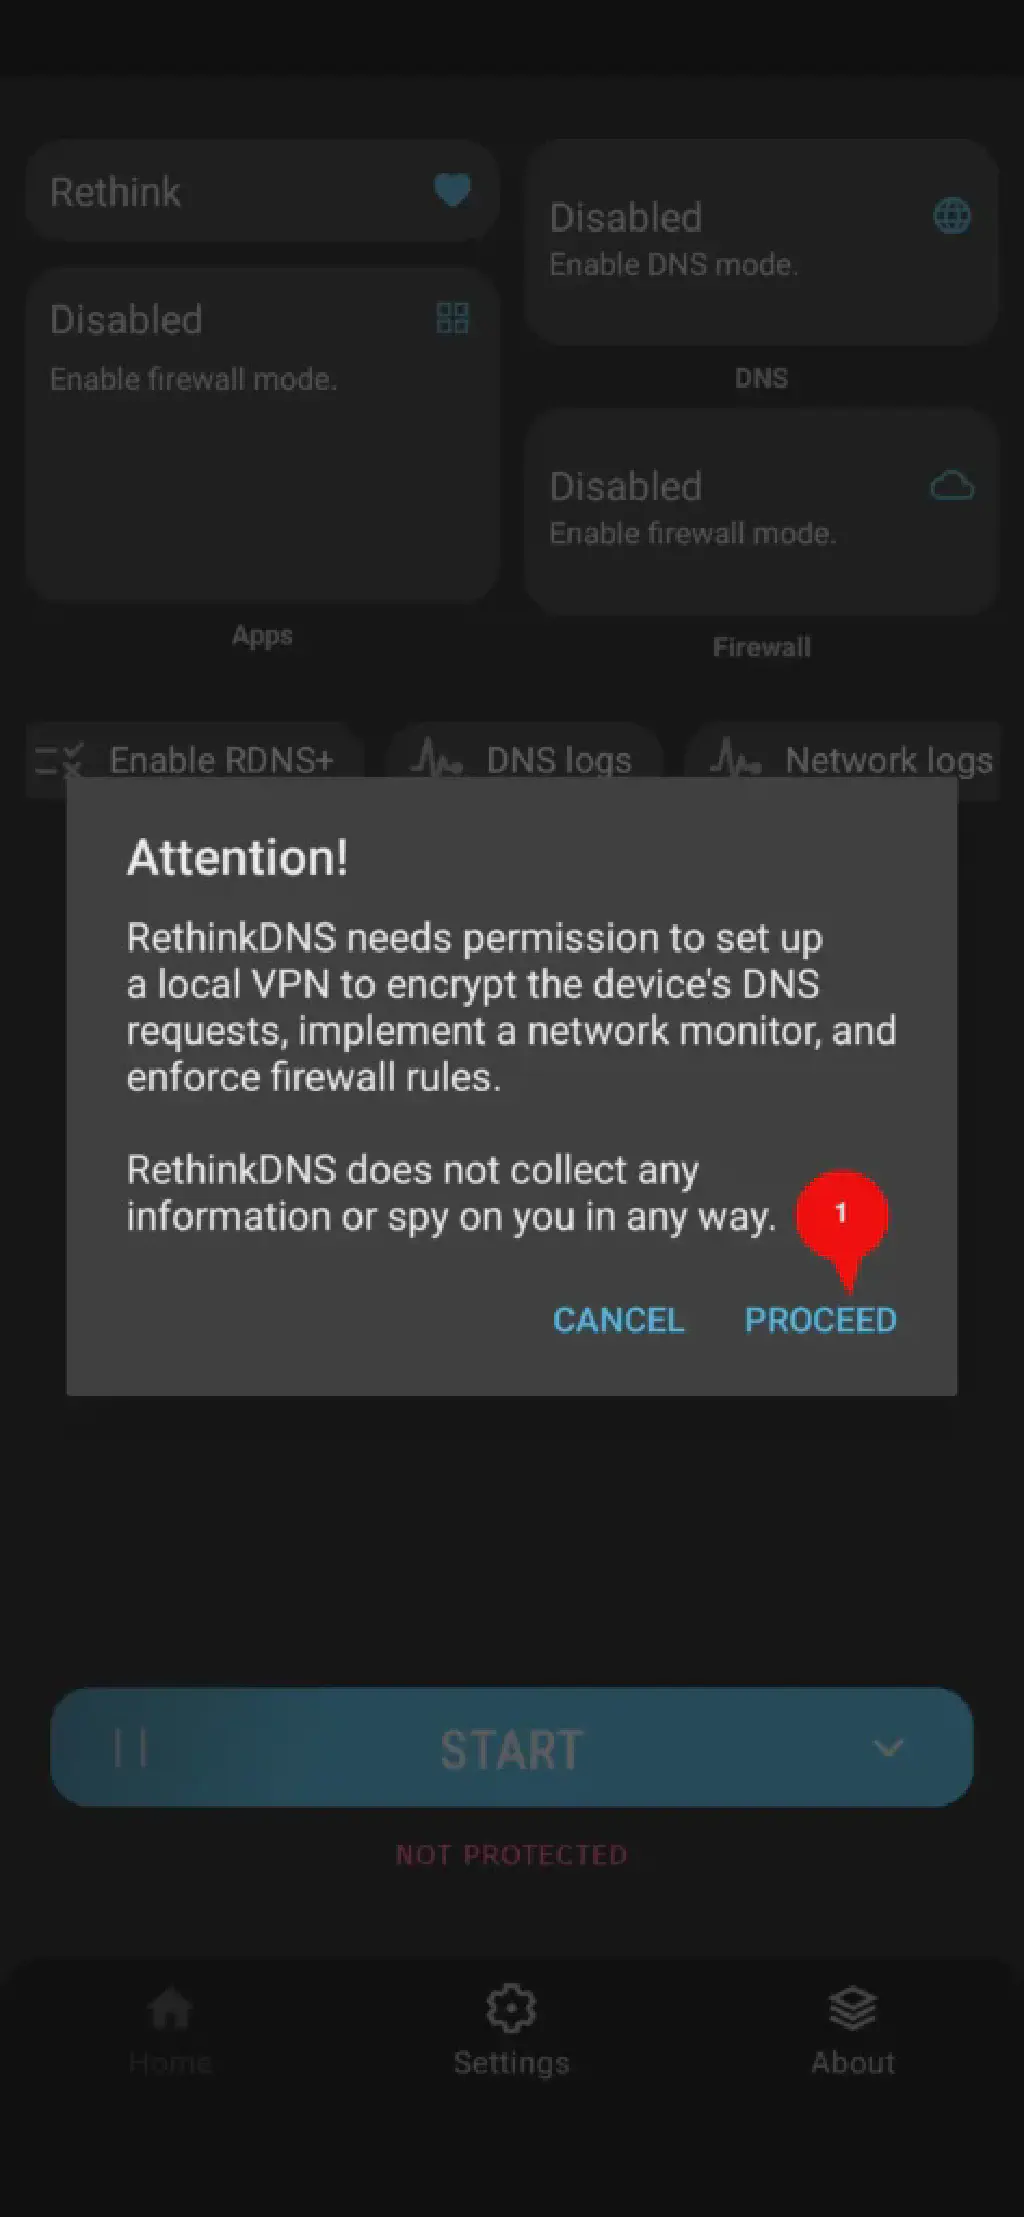 Rethink
Disabled
Enable DNS mode.
Disabled
Enable firewall mode.
DNS
Disabled
Enable firewall mode.
Apps
Firewall
Enable RDNS+
DNS logs
Network logs
Attention!
RethinkDNS needs permission to set up
a local VPN to encrypt the device's DNS
requests, implement a network monitor, and
enforce firewall rules.
RethinkDNS does not collect any
information or spy on you in any way.
1
CANCEL
PROCEED
START
NOT PROTECTED
Home
Settings
About